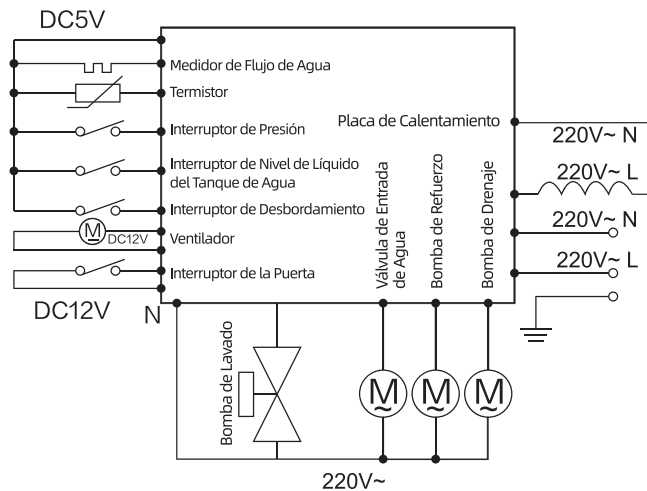 DC5V
Medidor de Flujo de Agua
Termistor
Interruptor de Presión
Interruptor de Nivel de Líquido
del Tanque de Agua
Interruptor de Desbordamiento
M
DC12V
Ventilador
Interruptor de la Puerta
DC12V
N
Placa de Calentamiento
220V~ N
220V~ L
220V~ N
220V~ L
Válvula de Entrada
de Agua
Bomba de Refuerzo
Bomba de Drenaje
Bomba de Lavado
M
~
M
~
M
~
220V~